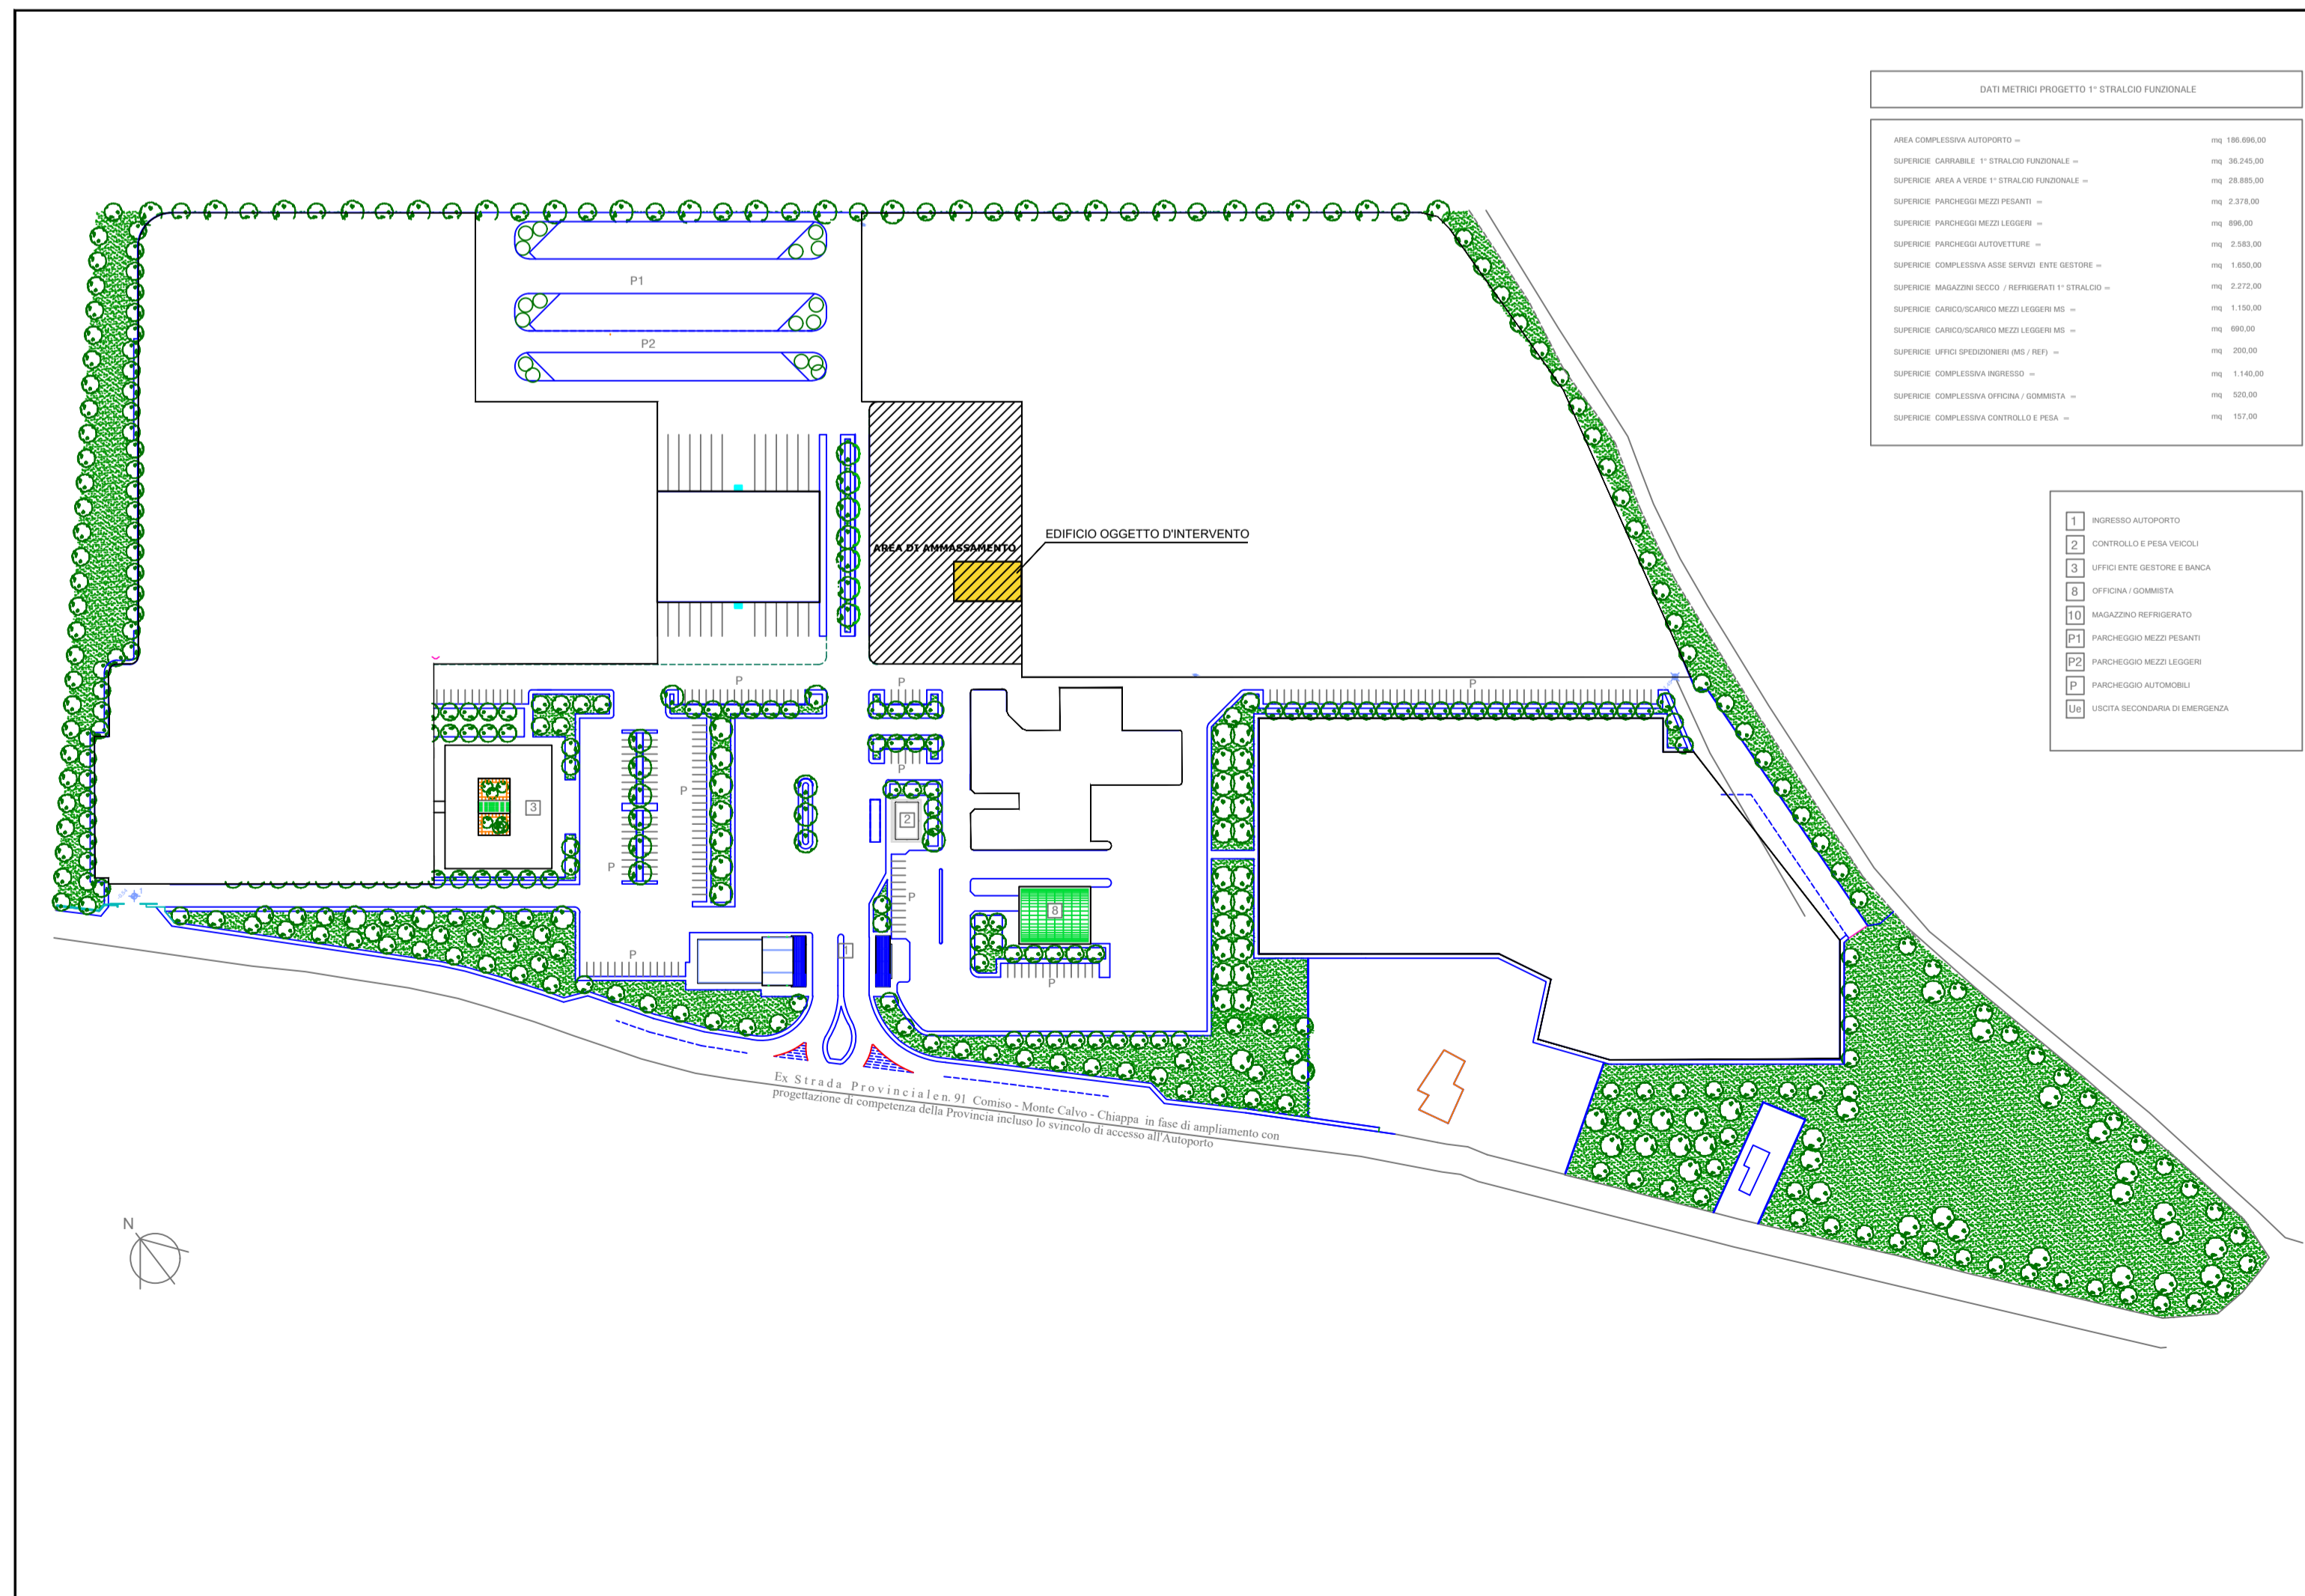 DATI METRICI PROGETTO 1° STRALCIO FUNZIONALE
AREA COMPLESSIVA AUTOPORTO = mq 186.696,00
SUPERICIE CARRABILE 1° STRALCIO FUNZIONALE = mq 36.245,00
SUPERICIE AREA A VERDE 1° STRALCIO FUNZIONALE = mq 28.885,00
SUPERICIE PARCHEGGI MEZZI PESANTI = mq 2.378,00
SUPERICIE PARCHEGGI MEZZI LEGGERI = mq 896,00
SUPERICIE PARCHEGGI AUTOVETTURE = mq 2.583,00
SUPERICIE COMPLESSIVA ASSE SERVIZI ENTE GESTORE = mq 1.650,00
SUPERICIE MAGAZZINI SECCO / REFRIGERATI 1° STRALCIO = mq 2.272,00
SUPERICIE CARICO/SCARICO MEZZI LEGGERI MS = mq 1.150,00
SUPERICIE CARICO/SCARICO MEZZI LEGGERI MS = mq 690,00
SUPERICIE UFFICI SPEDIZIONIERI (MS / REF) = mq 200,00
SUPERICIE COMPLESSIVA INGRESSO = mq 1.140,00
SUPERICIE COMPLESSIVA OFFICINA / GOMMISTA = mq 520,00
SUPERICIE COMPLESSIVA CONTROLLO E PESA = mq 157,00
1 INGRESSO AUTOPORTO
2 CONTROLLO E PESA VEICOLI
3 UFFICI ENTE GESTORE E BANCA
8 OFFICINA / GOMMISTA
10 MAGAZZINO REFRIGERATO
P1 PARCHEGGIO MEZZI PESANTI
P2 PARCHEGGIO MEZZI LEGGERI
P PARCHEGGIO AUTOMOBILI
Ue USCITA SECONDARIA DI EMERGENZA
P1
P2
EDIFICIO OGGETTO D'INTERVENTO
AREA DI AMMASSAMENTO
P
P
P
P
P
3
2
P
P
8
1
1
P
P
Ex Strada Provinciale n. 91 Comiso - Monte Calvo - Chiappa in fase di ampliamento con
progettazione di competenza della Provincia incluso lo svincolo di accesso all'Autoporto
N